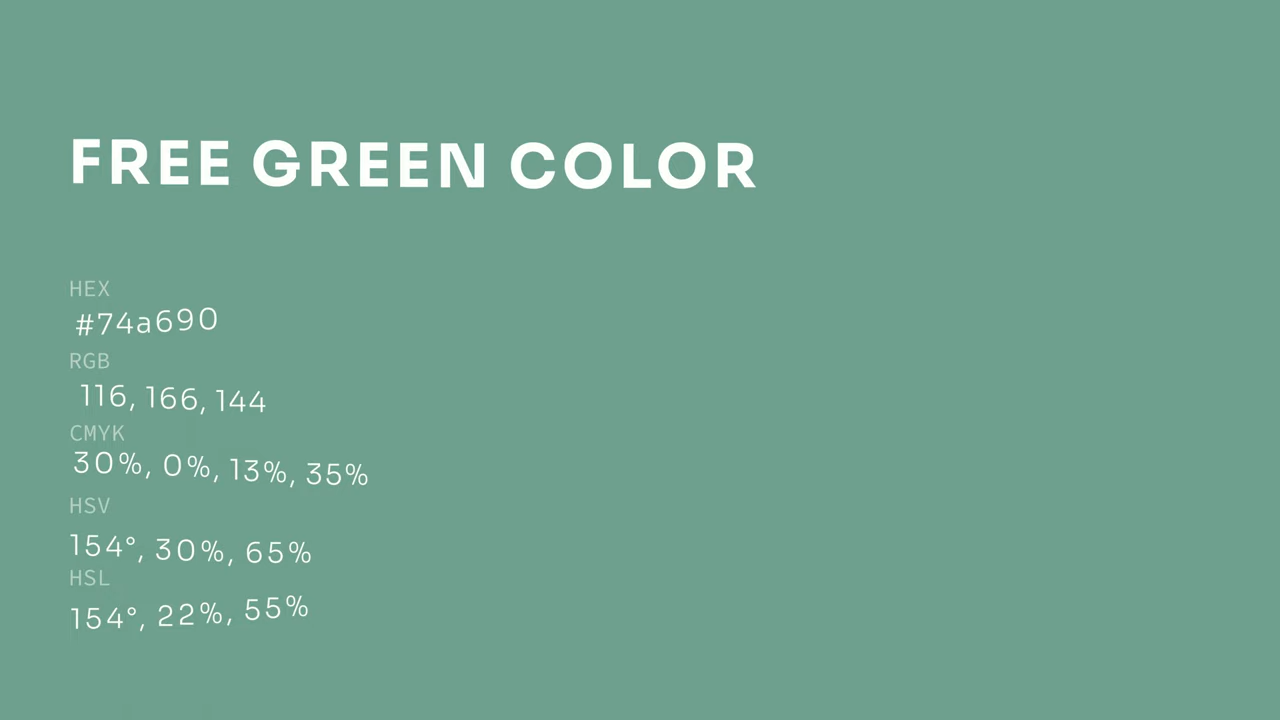 FREE GREEN COLOR
HEX
#74a690
RGB
116, 166, 144
CMYK
30%, 0%, 13%, 35%
HSV
154°, 30%, 65%
HSL
154°, 22%, 55%